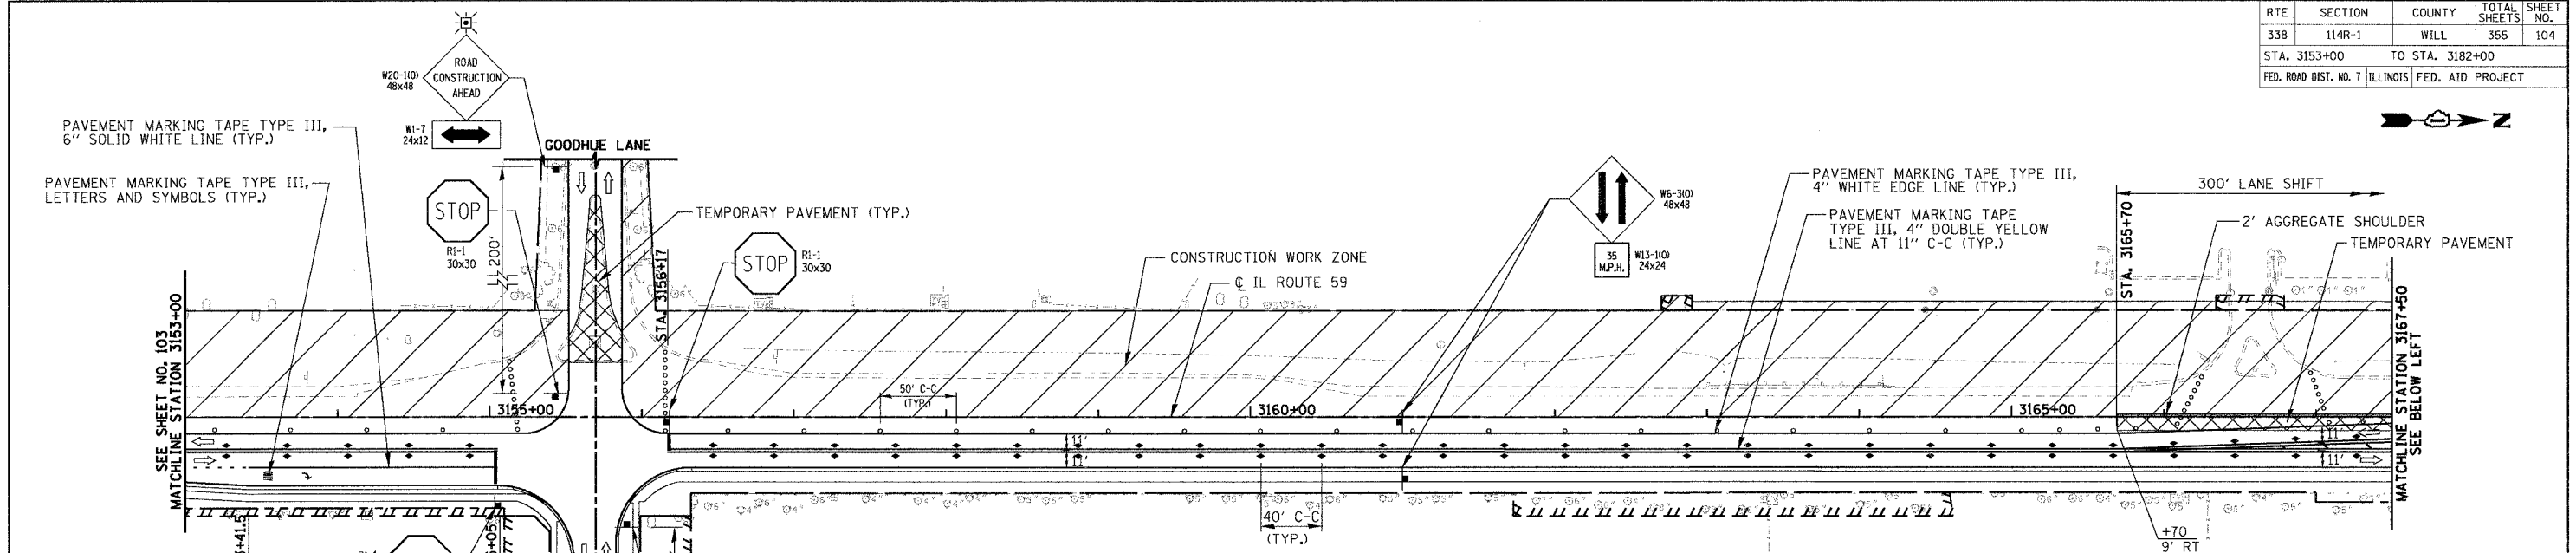 RTE SECTION COUNTY TOTAL SHEETS SHEET NO.
338 114R-1 WILL 355 104
STA. 3153+00 TO STA. 3182+00
FED. ROAD DIST. NO. 7 ILLINOIS FED. AID PROJECT
N
ROAD
CONSTRUCTION
AHEAD
W20-1(O)
48x48
W1-7
24x12
PAVEMENT MARKING TAPE TYPE III,
6" SOLID WHITE LINE (TYP.)
PAVEMENT MARKING TAPE TYPE III,
LETTERS AND SYMBOLS (TYP.)
GOODHUE LANE
STOP
R1-1
30x30
200'
TEMPORARY PAVEMENT (TYP.)
STA. 3156+17
STOP
R1-1
30x30
CONSTRUCTION WORK ZONE
℄ IL ROUTE 59
W6-3(O)
48x48
35
M.P.H.
W13-1(O)
24x24
PAVEMENT MARKING TAPE TYPE III,
4" WHITE EDGE LINE (TYP.)
PAVEMENT MARKING TAPE
TYPE III, 4" DOUBLE YELLOW
LINE AT 11" C-C (TYP.)
300' LANE SHIFT
STA. 3165+70
2' AGGREGATE SHOULDER
TEMPORARY PAVEMENT
SEE SHEET NO. 103
MATCHLINE STATION 3153+00
3155+00
50' C-C
(TYP.)
3160+00
3165+00
11'
11'
11'
11'
MATCHLINE STATION 3167+50
SEE BELOW LEFT
40' C-C
(TYP.)
+70
9' RT